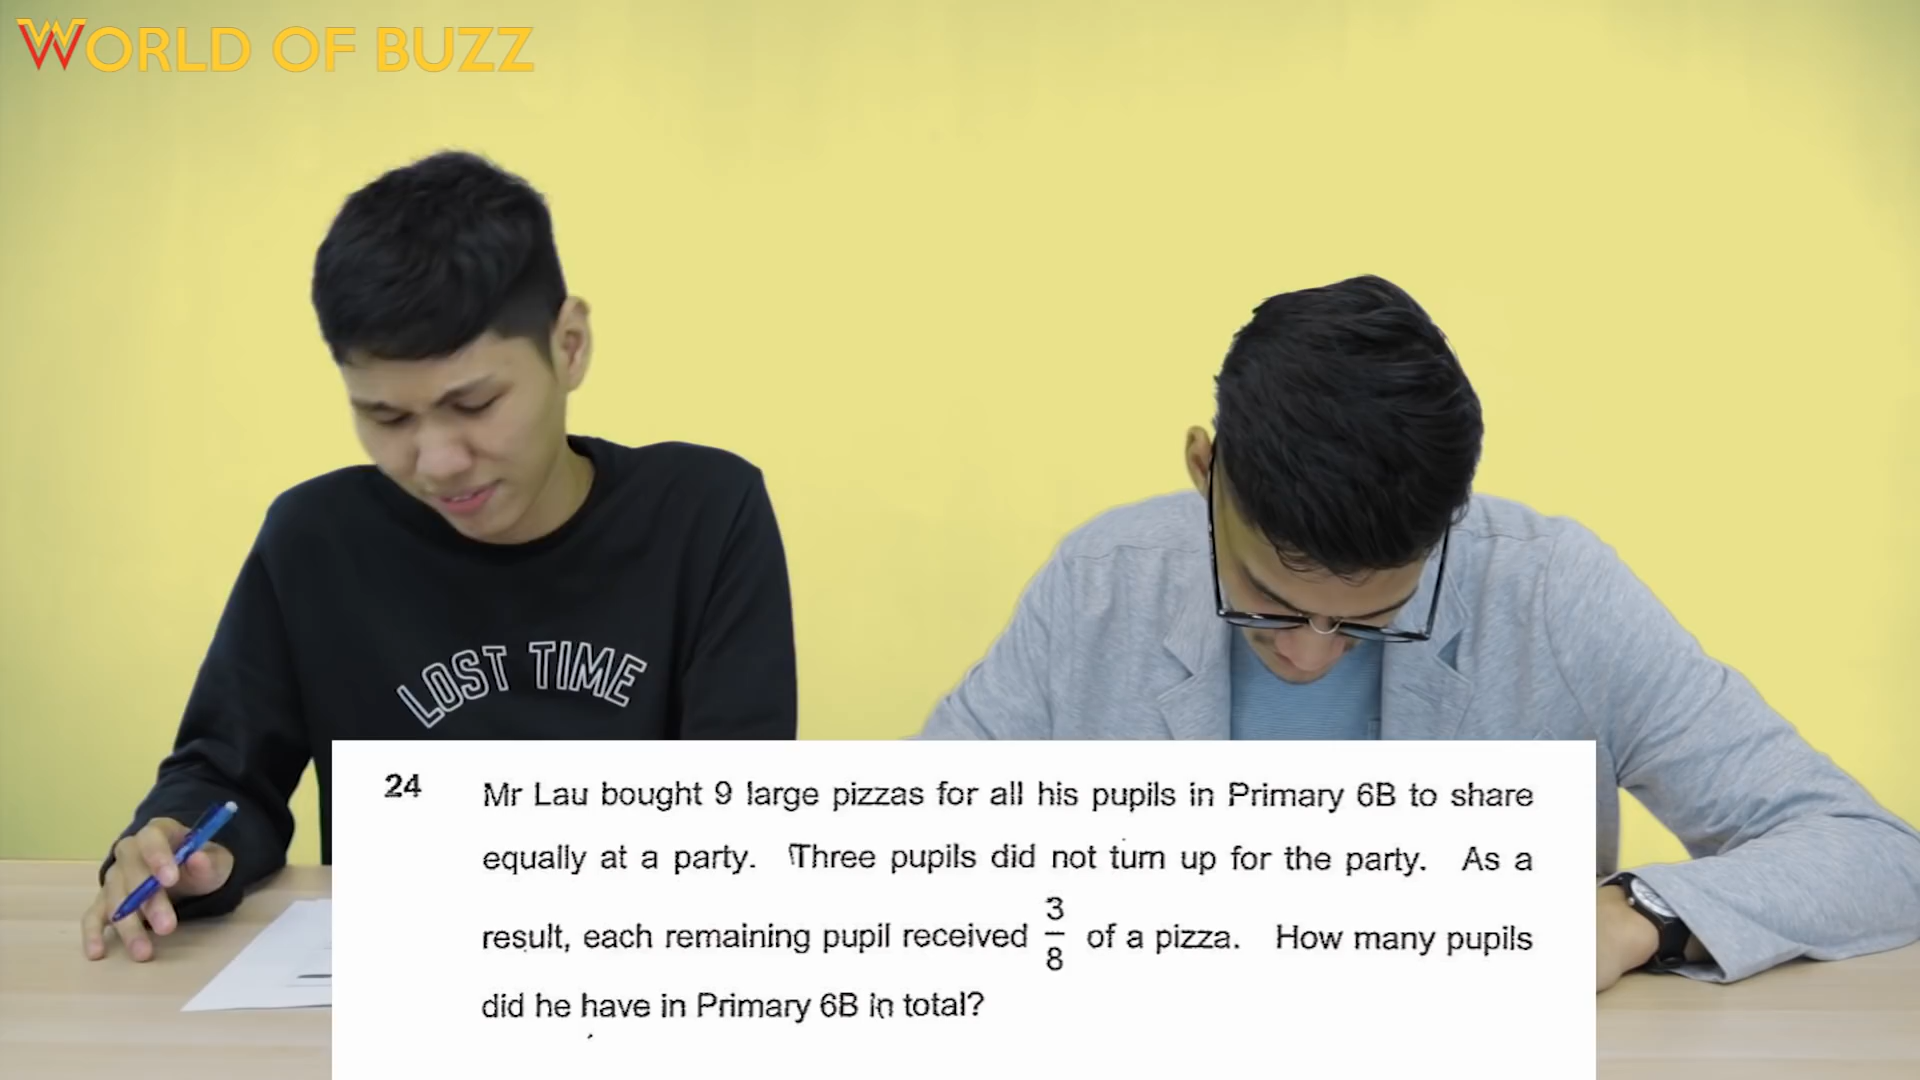 WORLD OF BUZZ
LOST TIME
24 Mr Lau bought 9 large pizzas for all his pupils in Primary 6B to share
equally at a party. Three pupils did not turn up for the party. As a
result, each remaining pupil received 3/8 of a pizza. How many pupils
did he have in Primary 6B in total?